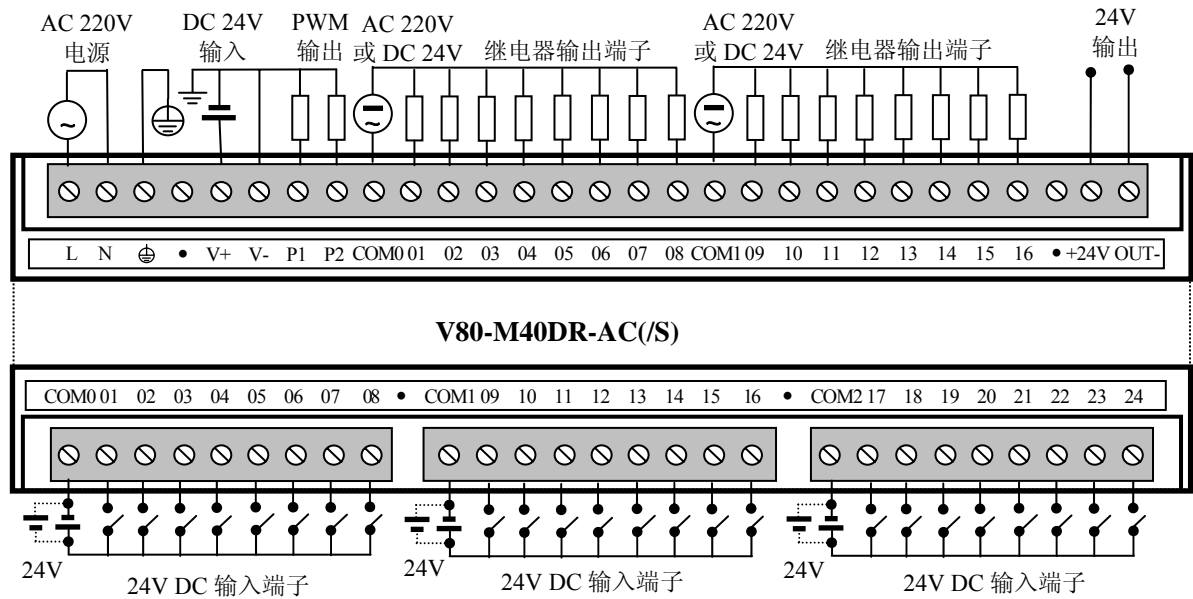 AC 220V DC 24V PWM AC 220V AC 220V 24V
电源 输入 输出 或 DC 24V 继电器输出端子 或 DC 24V 继电器输出端子 输出
~ ~ ~
L N • V+ V- P1 P2 COM0 01 02 03 04 05 06 07 08 COM1 09 10 11 12 13 14 15 16 • +24V OUT-
V80-M40DR-AC(/S)
COM0 01 02 03 04 05 06 07 08 • COM1 09 10 11 12 13 14 15 16 • COM2 17 18 19 20 21 22 23 24
24V 24V 24V
24V DC 输入端子 24V DC 输入端子 24V DC 输入端子